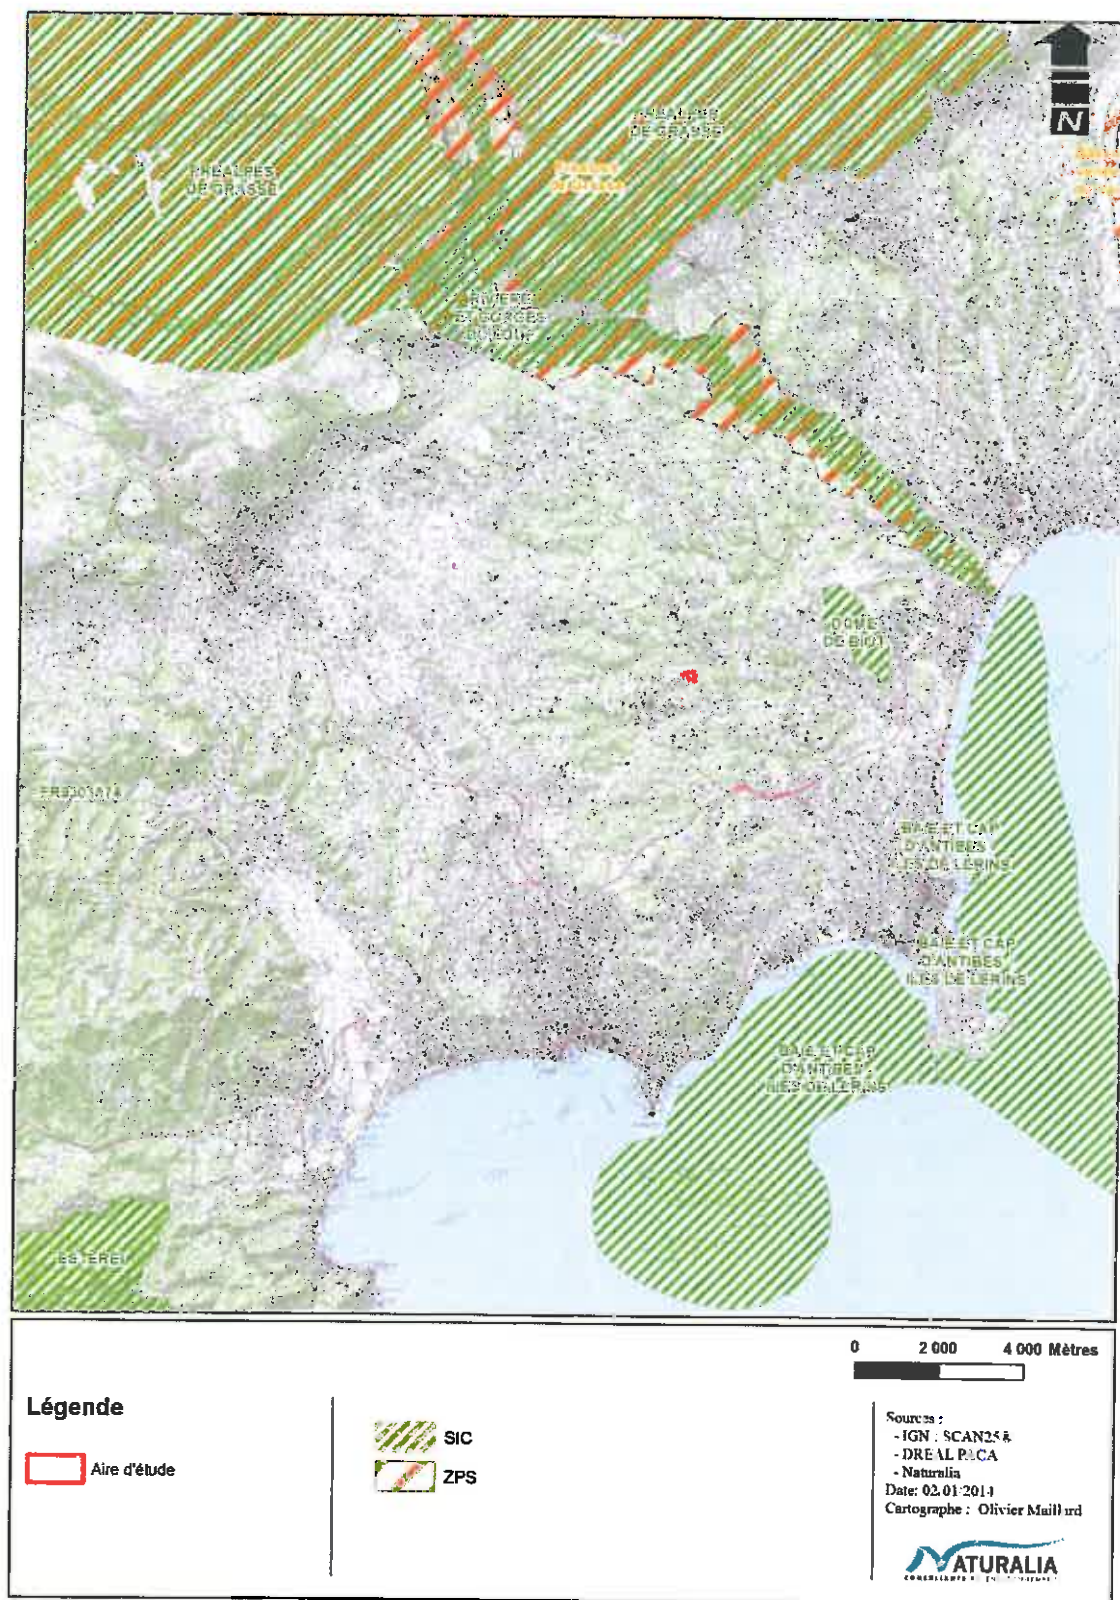 N
PREALPES
DE GRASSE
PREALPES
DE GRASSE
RIVIERE
ET GORGES
DU LOUP
DOME
DE BIOT
BAIE ET CAP
D'ANTIBES
ILES DE LERINS
BAIE ET CAP
D'ANTIBES
ILES DE LERINS
BAIE ET CAP
D'ANTIBES
ILES DE LERINS
ESTEREL
0 2 000 4 000 Mètres
Légende
Aire d'étude
SIC
ZPS
Sources :
- IGN : SCAN25 ®
- DREAL PACA
- Naturalia
Date: 02/01/2014
Cartographe : Olivier Maillard
NATURALIA